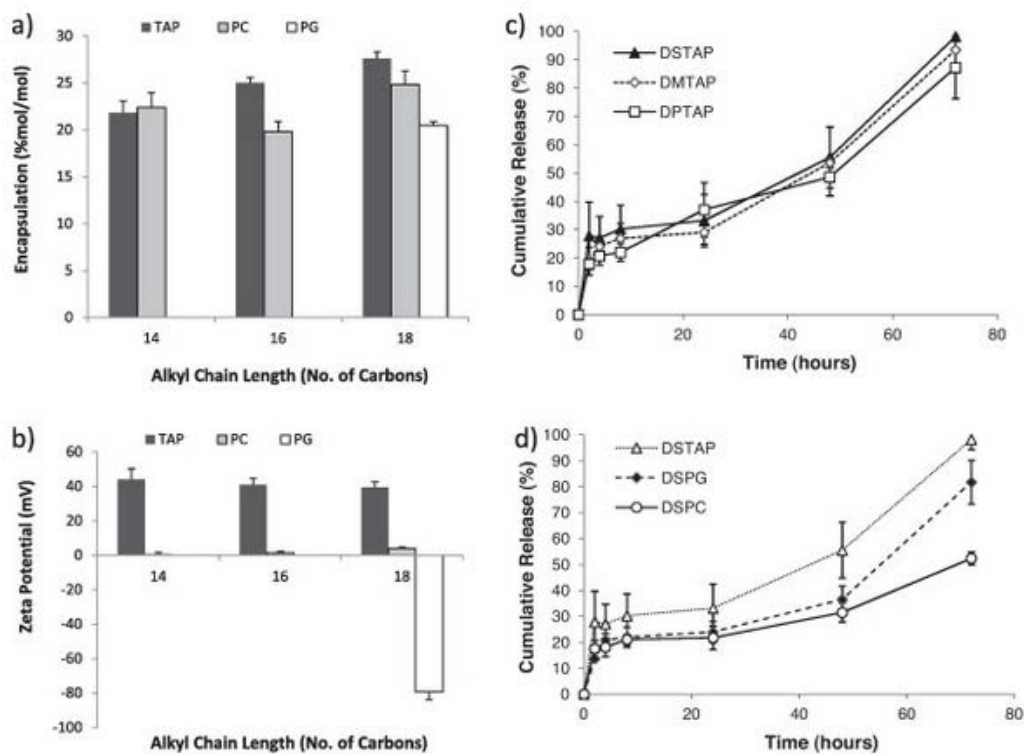 a)
TAP PC PG
Encapsulation (%mol/mol)
30
25
20
15
10
5
0
14 16 18
Alkyl Chain Length (No. of Carbons)
b)
TAP PC PG
Zeta Potential (mV)
60
40
20
0
-20
-40
-60
-80
-100
14 16 18
Alkyl Chain Length (No. of Carbons)
c)
Cumulative Release (%)
100
90
80
70
60
50
40
30
20
10
0
DSTAP
DMTAP
DPTAP
0 20 40 60 80
Time (hours)
d)
Cumulative Release (%)
100
90
80
70
60
50
40
30
20
10
0
DSTAP
DSPG
DSPC
0 20 40 60 80
Time (hours)